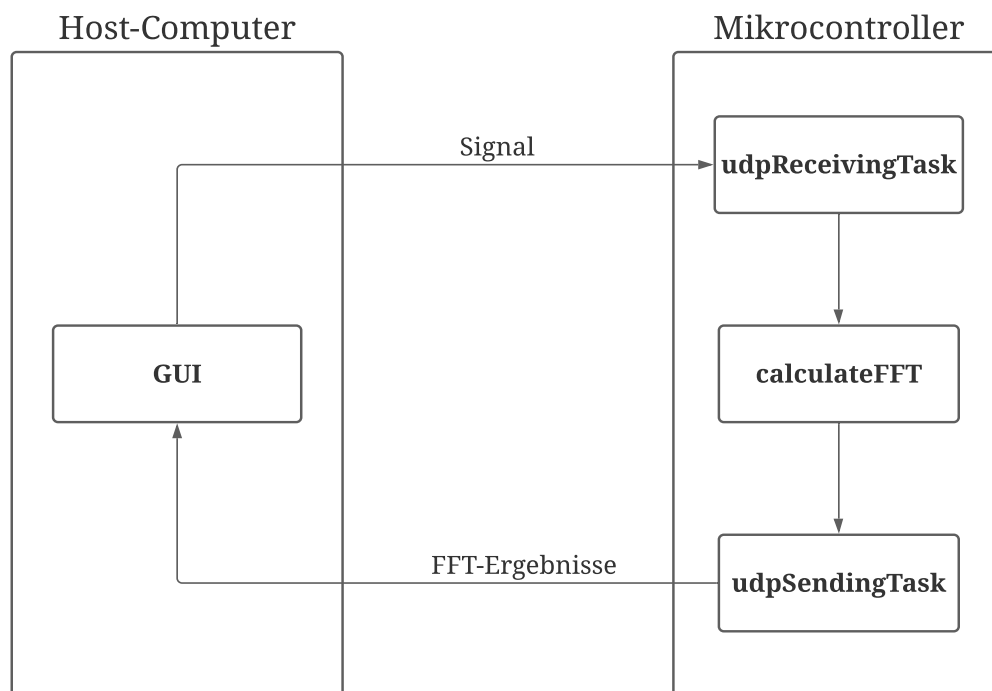 Host-Computer
Mikrocontroller
Signal
udpReceivingTask
GUI
calculateFFT
FFT-Ergebnisse
udpSendingTask